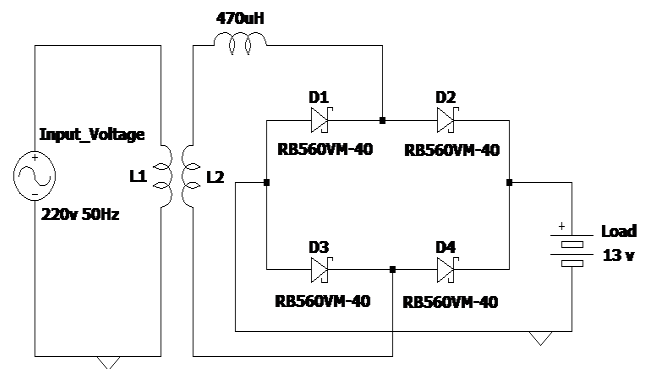 470uH
D1
D2
Input_Voltage
RB560VM-40
RB560VM-40
+
L1
L2
−
220v 50Hz
+
Load
D3
D4
13 v
RB560VM-40
RB560VM-40